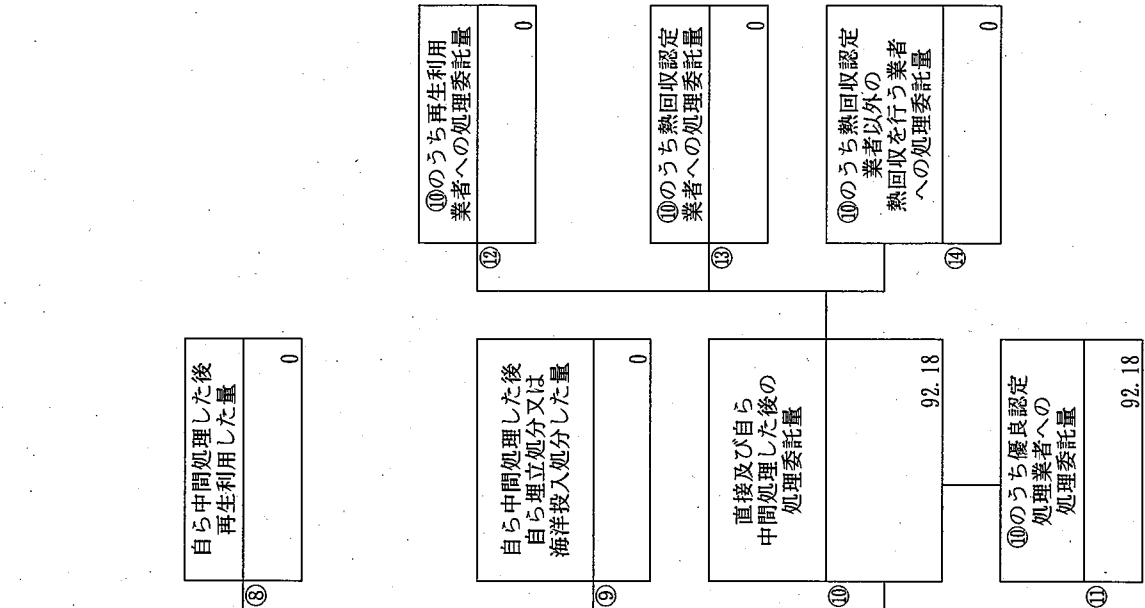 ⑧
自ら中間処理した後
再生利用した量
0
⑨
自ら中間処理した後
自ら埋立処分又は
海洋投入処分した量
0
⑩
直接及び自ら
中間処理した後の
処理委託量
92.18
⑪
⑩のうち優良認定
処理業者への
処理委託量
92.18
⑫
⑩のうち再生利用
業者への処理委託量
0
⑬
⑩のうち熱回収認定
業者への処理委託量
0
⑭
⑩のうち熱回収認定
業者以外の
熱回収を行う業者
への処理委託量
0